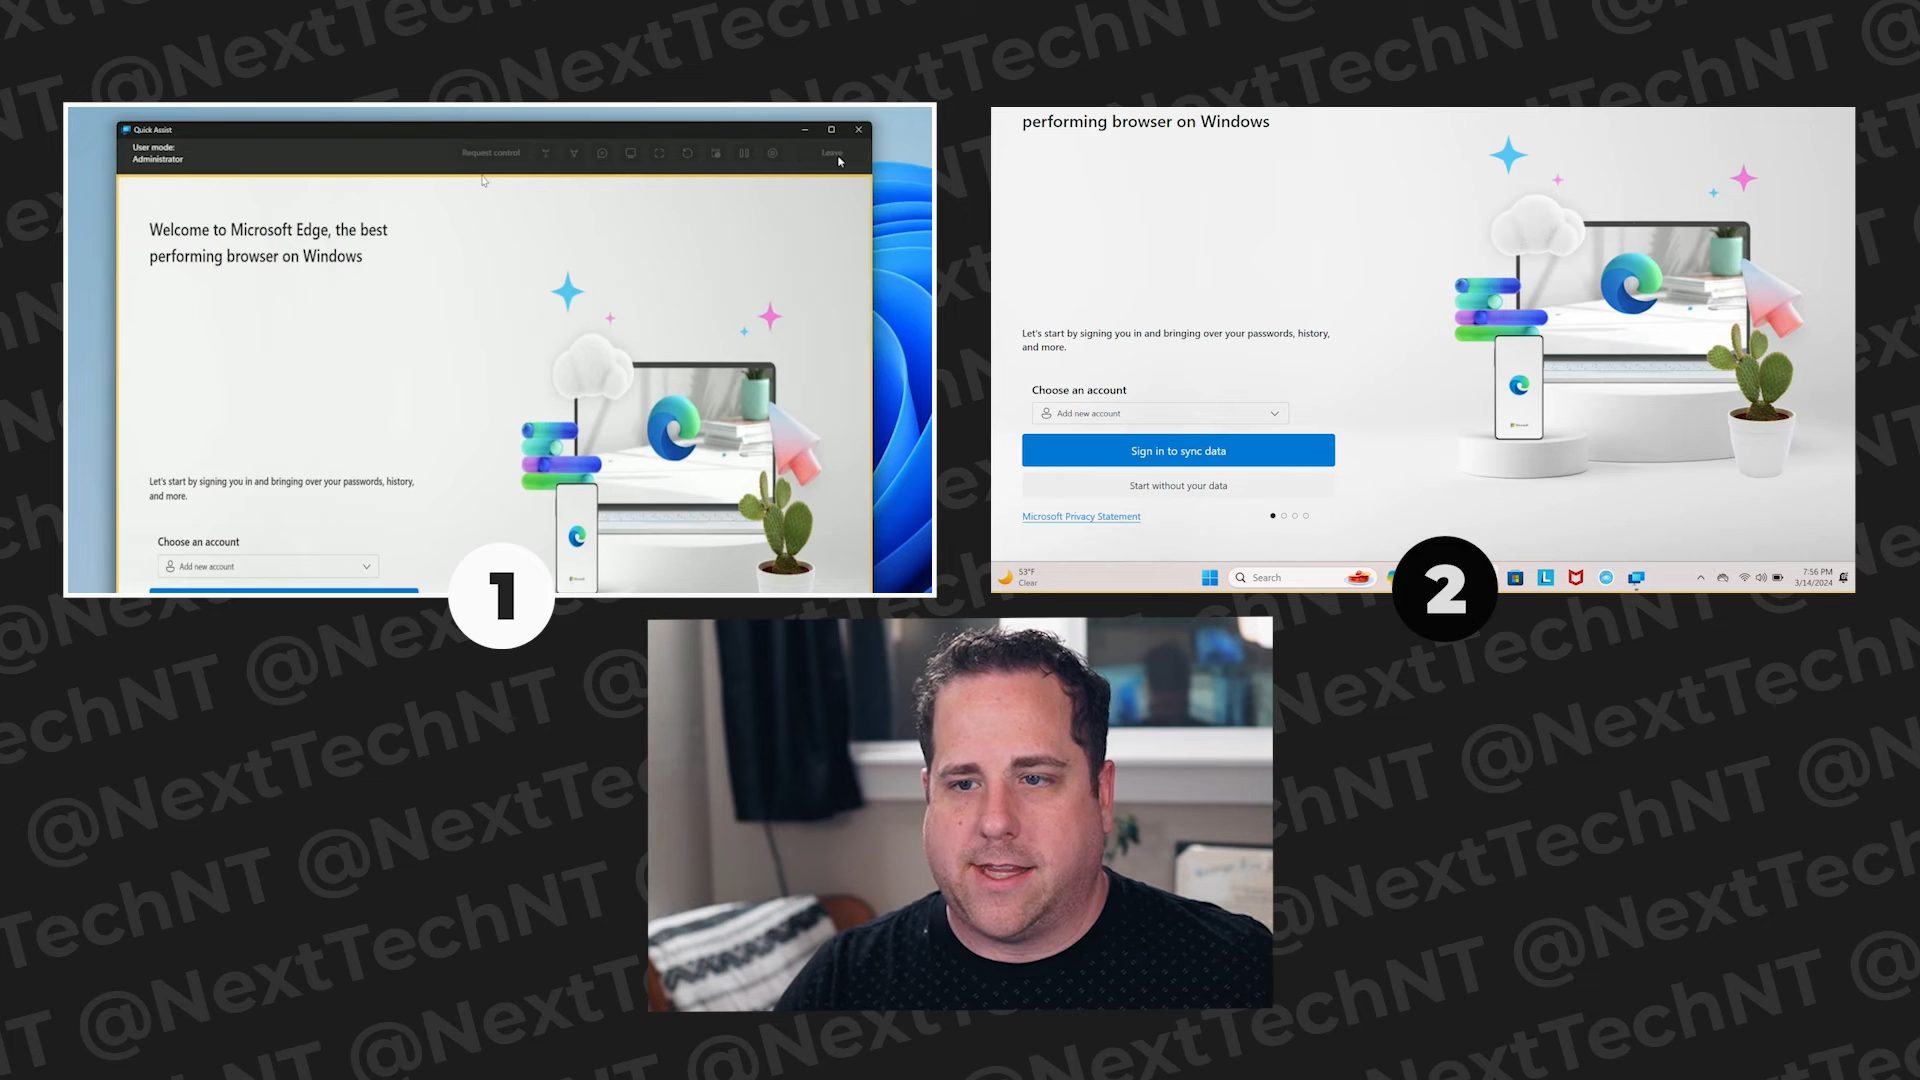 @NextTechNT
Quick Assist
User mode:
Administrator
Request control
Leave
Welcome to Microsoft Edge, the best
performing browser on Windows
Let's start by signing you in and bringing over your passwords, history,
and more.
Choose an account
Add new account
1
performing browser on Windows
Let's start by signing you in and bringing over your passwords, history,
and more.
Choose an account
Add new account
Sign in to sync data
Start without your data
Microsoft Privacy Statement
53°F
Clear
Search
7:56 PM
3/14/2024
2